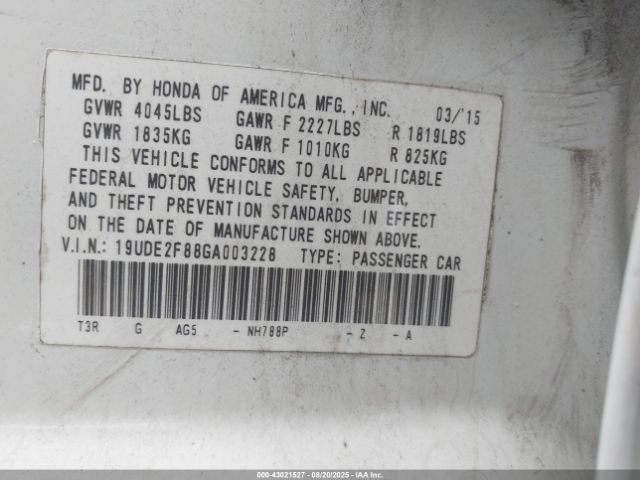 MFD. BY HONDA OF AMERICA MFG., INC. 03/'15
GVWR 4045LBS GAWR F 2227LBS R 1819LBS
GVWR 1835KG GAWR F 1010KG R 825KG
THIS VEHICLE CONFORMS TO ALL APPLICABLE
FEDERAL MOTOR VEHICLE SAFETY, BUMPER,
AND THEFT PREVENTION STANDARDS IN EFFECT
ON THE DATE OF MANUFACTURE SHOWN ABOVE.
V.I.N.: 19UDE2F88GA003228 TYPE: PASSENGER CAR
T3R G AG5 - NH788P - Z - A
000-43021527 - 08/20/2025 - IAA, Inc.